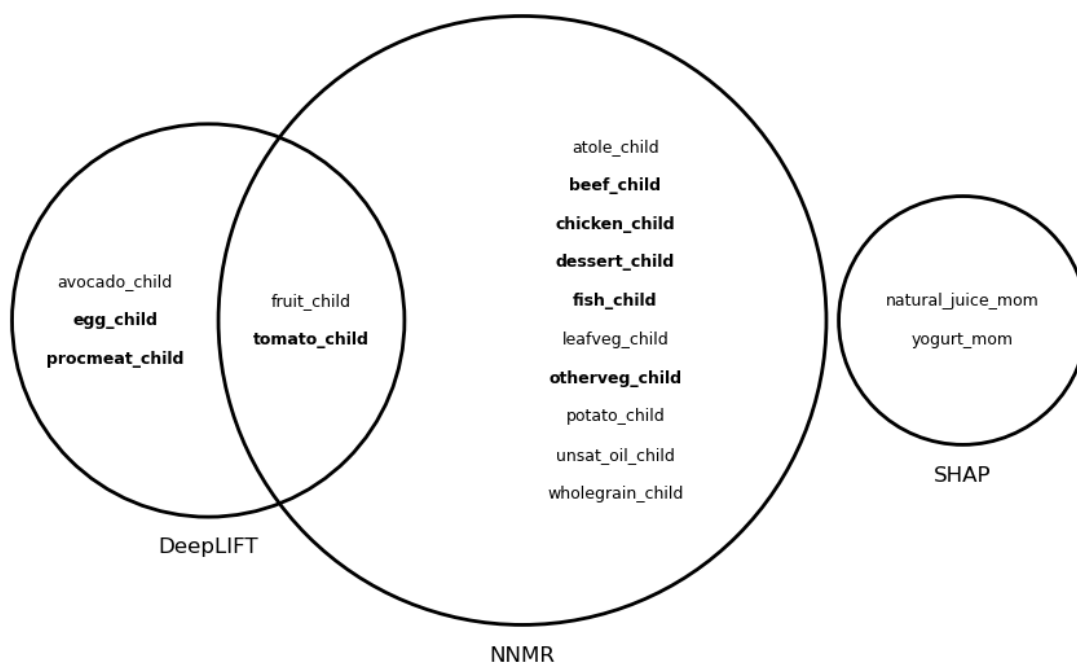 avocado_child
egg_child
procmeat_child
fruit_child
tomato_child
atole_child
beef_child
chicken_child
dessert_child
fish_child
leafveg_child
otherveg_child
potato_child
unsat_oil_child
wholegrain_child
natural_juice_mom
yogurt_mom
DeepLIFT
NNMR
SHAP